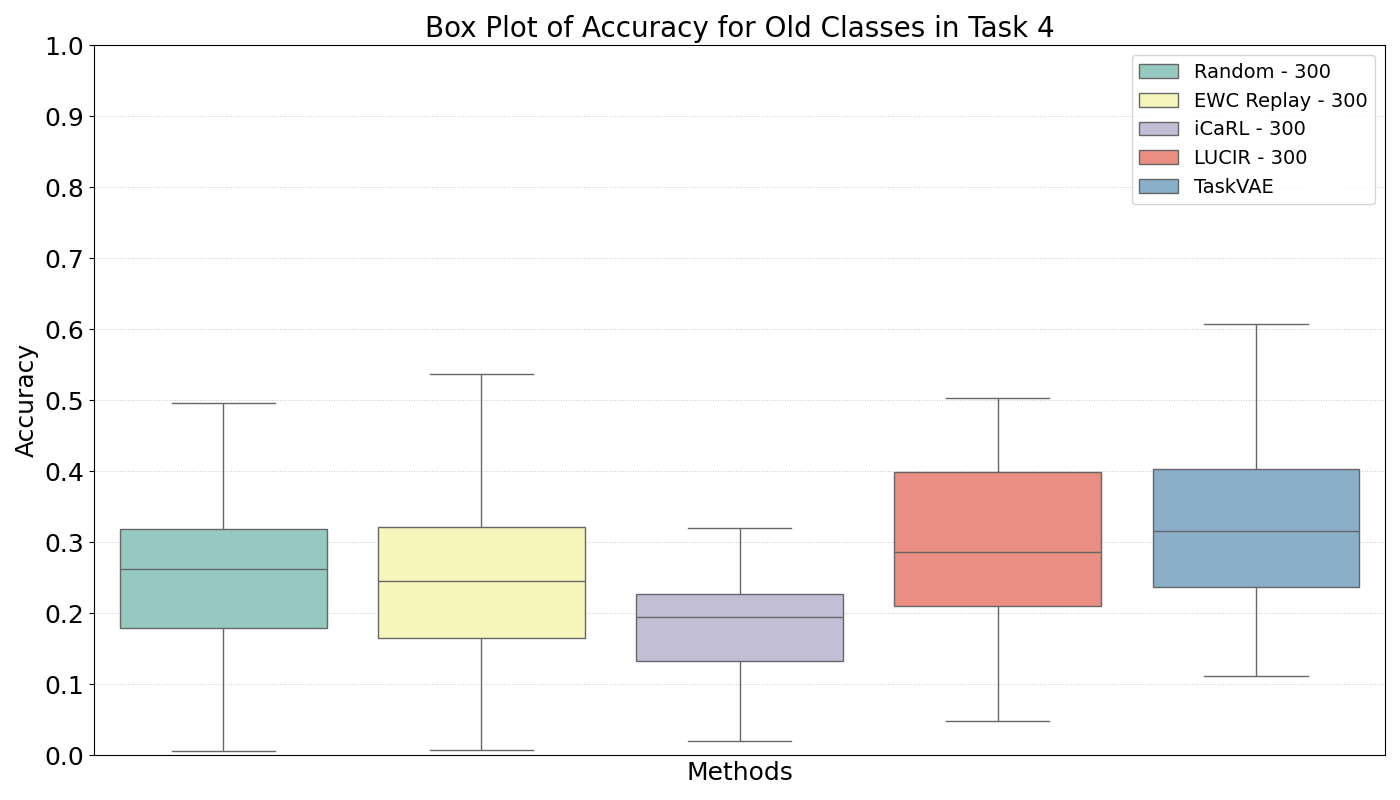 Box Plot of Accuracy for Old Classes in Task 4
1.0
0.9
0.8
0.7
0.6
0.5
0.4
0.3
0.2
0.1
0.0
Accuracy
Methods
Random - 300
EWC Replay - 300
iCaRL - 300
LUCIR - 300
TaskVAE